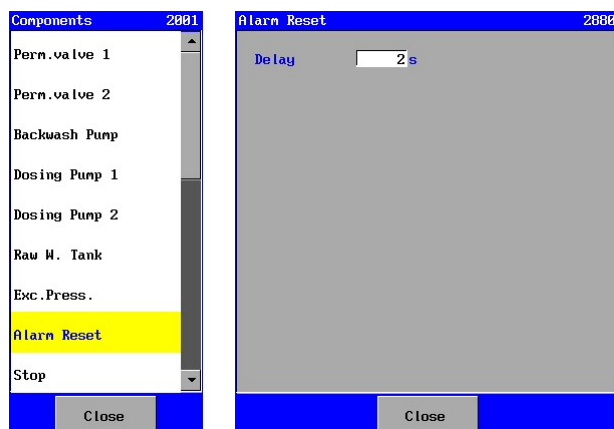 Components 2001
Perm.valve 1
Perm.valve 2
Backwash Pump
Dosing Pump 1
Dosing Pump 2
Raw W. Tank
Exc.Press.
Alarm Reset
Stop
Close
Alarm Reset 2880
Delay 2 s
Close